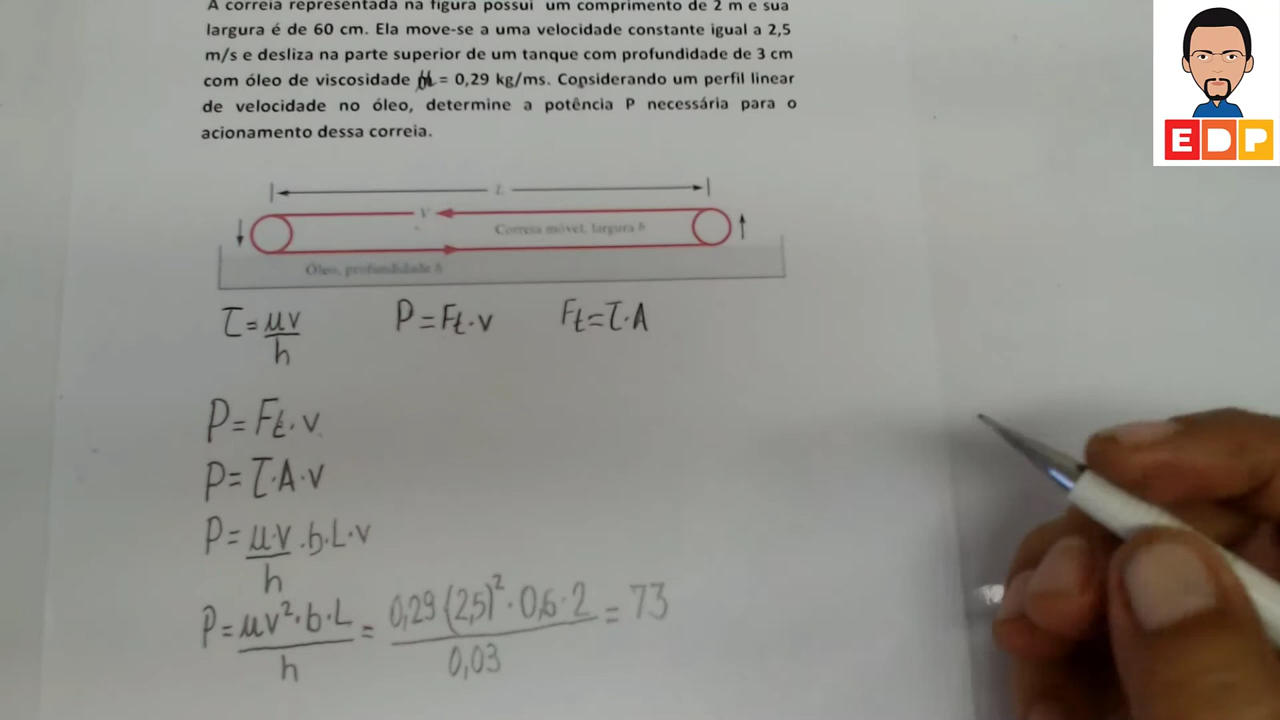 A correia representada na figura possui um comprimento de 2 m e sua
largura é de 60 cm. Ela move-se a uma velocidade constante igual a 2,5
m/s e desliza na parte superior de um tanque com profundidade de 3 cm
com óleo de viscosidade μ = 0,29 kg/ms. Considerando um perfil linear
de velocidade no óleo, determine a potência P necessária para o
acionamento dessa correia.
EDP
L
V
Correia móvel, largura b
Óleo, profundidade h
τ = μv/h P = Ft·v Ft = τ·A
P = Ft·v
P = τ·A·v
P = μ·v/h ·b·L·v
P = μv²·b·L/h = 0,29 (2,5)²·0,6·2/0,03 = 73